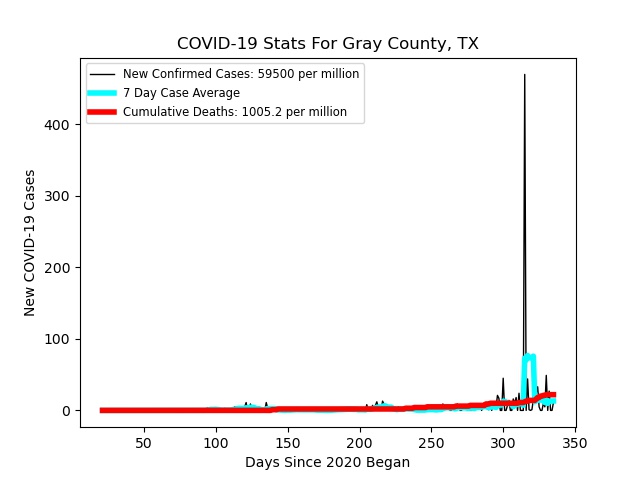 COVID-19 Stats For Gray County, TX
New Confirmed Cases: 59500 per million
7 Day Case Average
Cumulative Deaths: 1005.2 per million
New COVID-19 Cases
400
300
200
100
0
50 100 150 200 250 300 350
Days Since 2020 Began